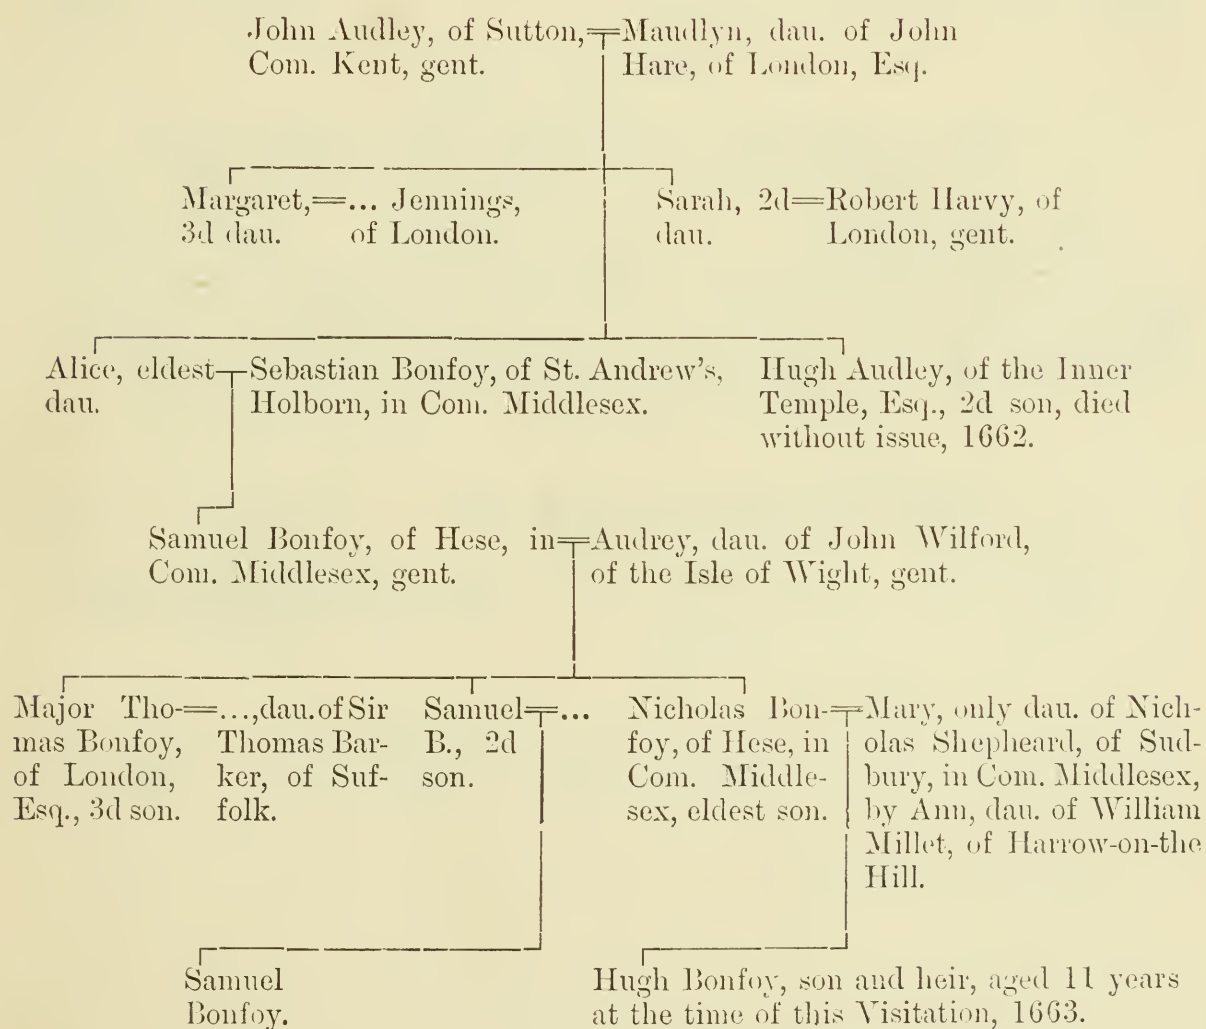 John Audley, of Sutton,
Com. Kent, gent.
Maudlyn, dau. of John
Hare, of London, Esq.
Margaret,
3d dau.
... Jennings,
of London.
Sarah, 2d
dau.
Robert Harvy, of
London, gent.
Alice, eldest
dau.
Sebastian Bonfoy, of St. Andrew's,
Holborn, in Com. Middlesex.
Hugh Audley, of the Inner
Temple, Esq., 2d son, died
without issue, 1662.
Samuel Bonfoy, of Hese, in
Com. Middlesex, gent.
Audrey, dau. of John Wilford,
of the Isle of Wight, gent.
Major Tho-
mas Bonfoy,
of London,
Esq., 3d son.
..., dau. of Sir
Thomas Bar-
ker, of Suf-
folk.
Samuel
B., 2d
son.
...
Nicholas Bon-
foy, of Hese, in
Com. Middle-
sex, eldest son.
Mary, only dau. of Nich-
olas Shepheard, of Sud-
bury, in Com. Middlesex,
by Ann, dau. of William
Millet, of Harrow-on-the
Hill.
Samuel
Bonfoy.
Hugh Bonfoy, son and heir, aged 11 years
at the time of this Visitation, 1663.